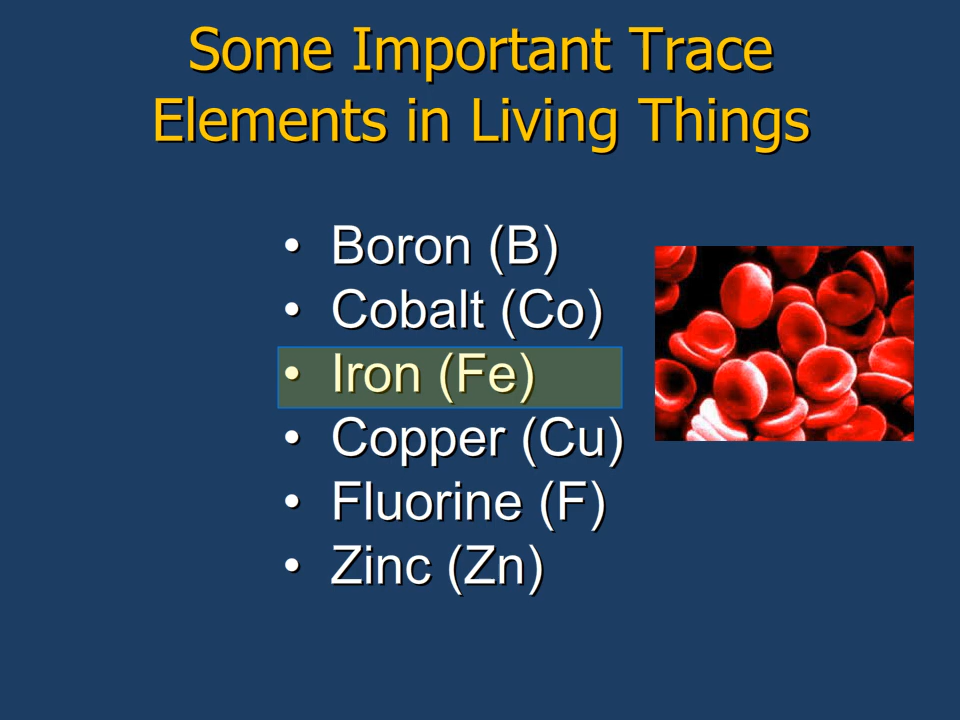 Some Important Trace
Elements in Living Things
• Boron (B)
• Cobalt (Co)
• Iron (Fe)
• Copper (Cu)
• Fluorine (F)
• Zinc (Zn)